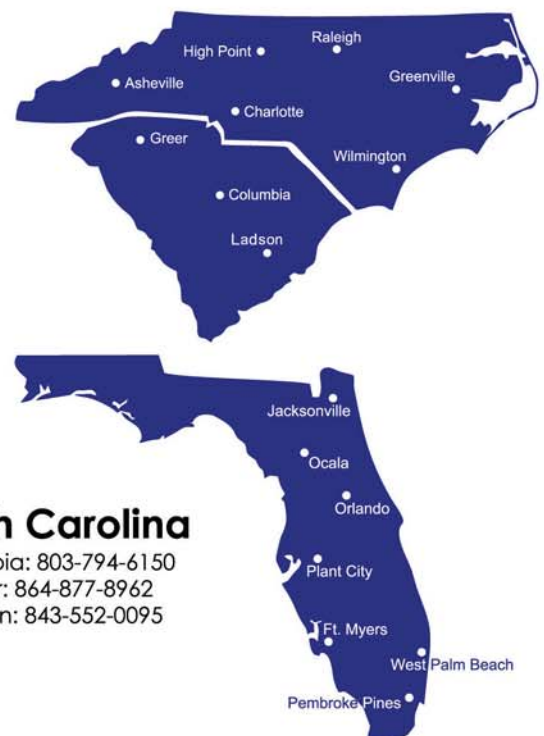 Raleigh
High Point
Asheville
Greenville
Charlotte
Greer
Wilmington
Columbia
Ladson
Jacksonville
Ocala
Orlando
Plant City
Ft. Myers
West Palm Beach
Pembroke Pines
Carolina
803-794-6150
864-877-8962
843-552-0095